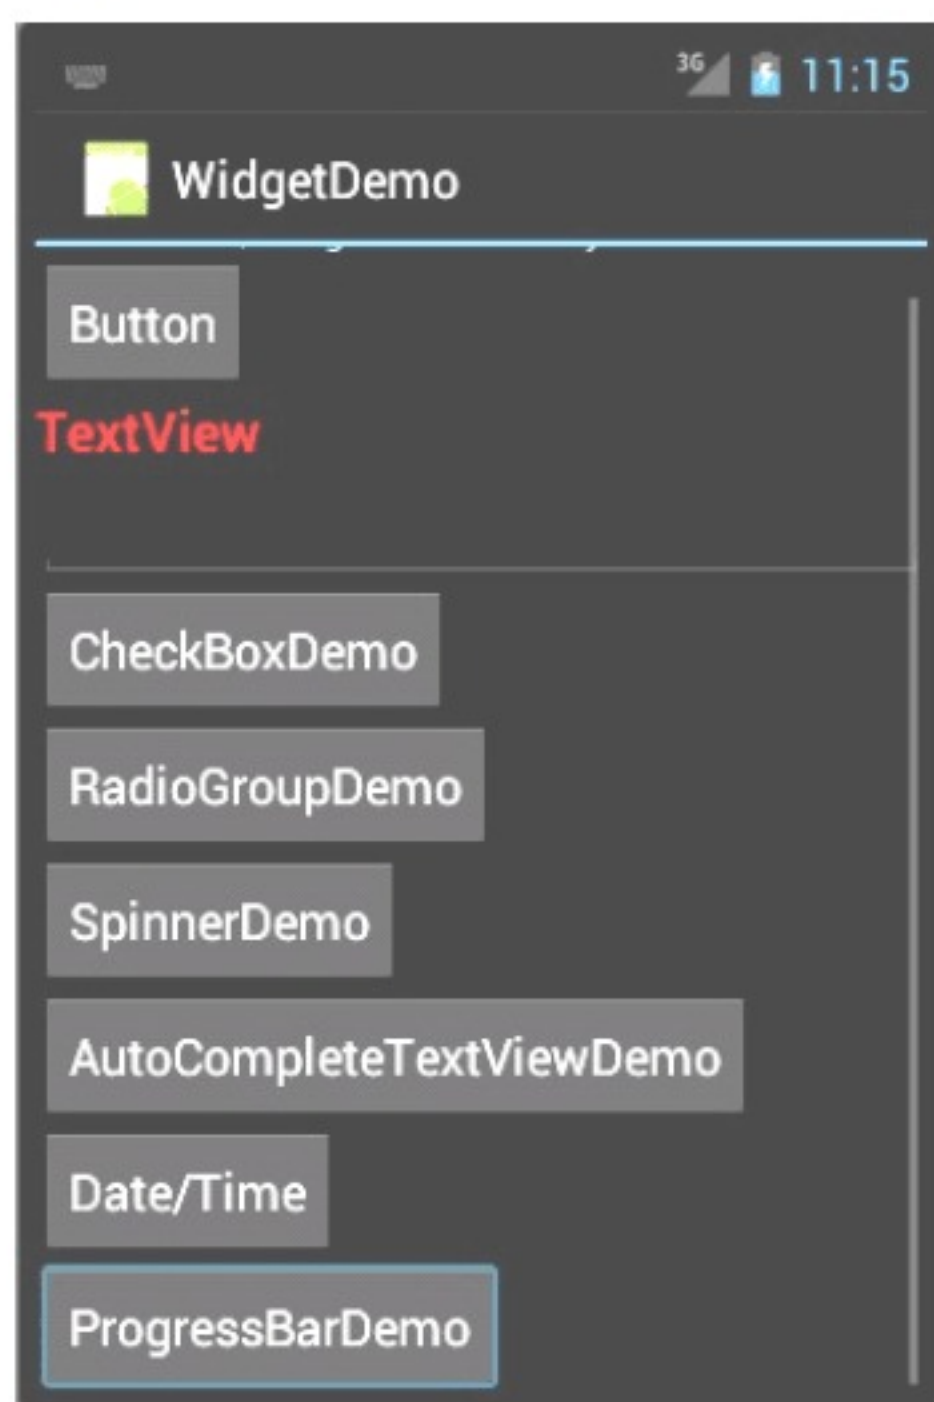 3G 11:15
WidgetDemo
Button
TextView
CheckBoxDemo
RadioGroupDemo
SpinnerDemo
AutoCompleteTextViewDemo
Date/Time
ProgressBarDemo